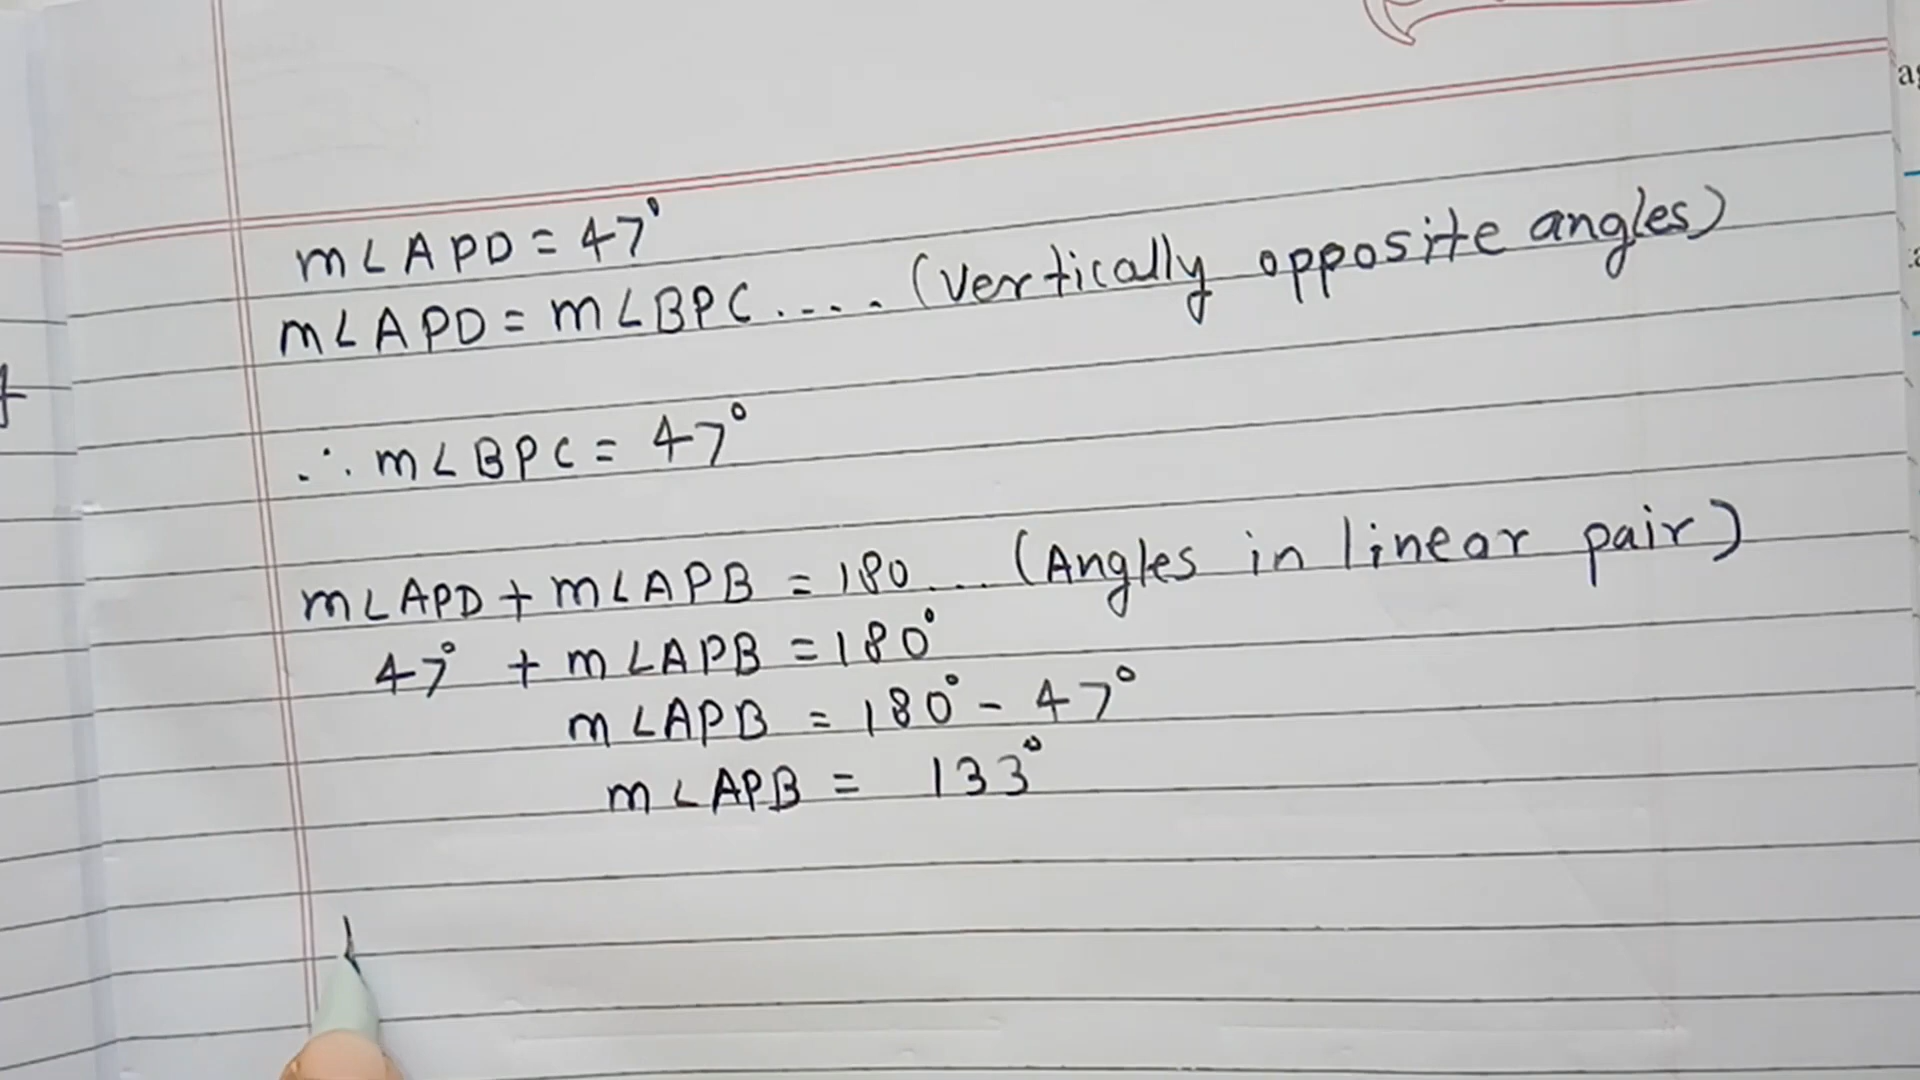 m∠APD = 47°
m∠APD = m∠BPC .... (vertically opposite angles)
∴ m∠BPC = 47°
m∠APD + m∠APB = 180 ... (Angles in linear pair)
47° + m∠APB = 180°
m∠APB = 180° - 47°
m∠APB = 133°